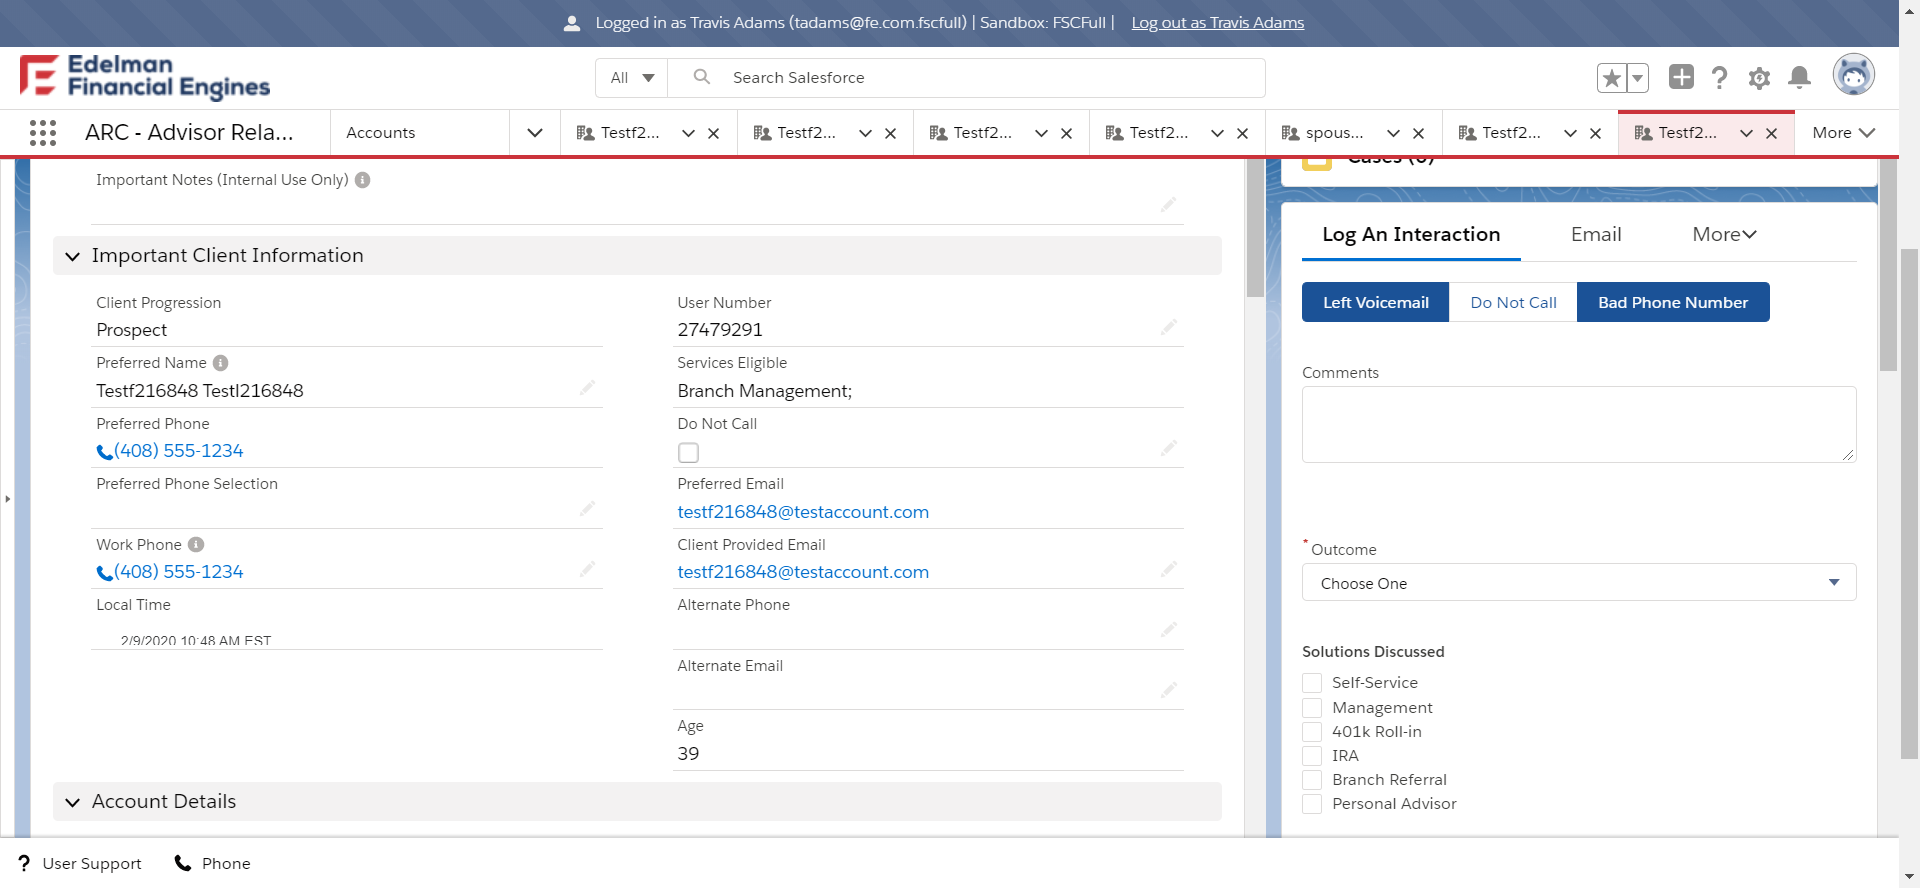 Logged in as Travis Adams (tadams@fe.com.fscfull) | Sandbox: FSCFull | Log out as Travis Adams
Edelman
Financial Engines
All
Search Salesforce
ARC - Advisor Rela...
Accounts
Testf2...
Testf2...
Testf2...
Testf2...
spous...
Testf2...
Testf2...
More
Important Notes (Internal Use Only)
Important Client Information
Client Progression
Prospect
Preferred Name
Testf216848 Testl216848
Preferred Phone
(408) 555-1234
Preferred Phone Selection
Work Phone
(408) 555-1234
Local Time
2/9/2020 10:48 AM EST
User Number
27479291
Services Eligible
Branch Management;
Do Not Call
Preferred Email
testf216848@testaccount.com
Client Provided Email
testf216848@testaccount.com
Alternate Phone
Alternate Email
Age
39
Account Details
Log An Interaction
Email
More
Left Voicemail
Do Not Call
Bad Phone Number
Comments
* Outcome
Choose One
Solutions Discussed
Self-Service
Management
401k Roll-in
IRA
Branch Referral
Personal Advisor
? User Support
Phone